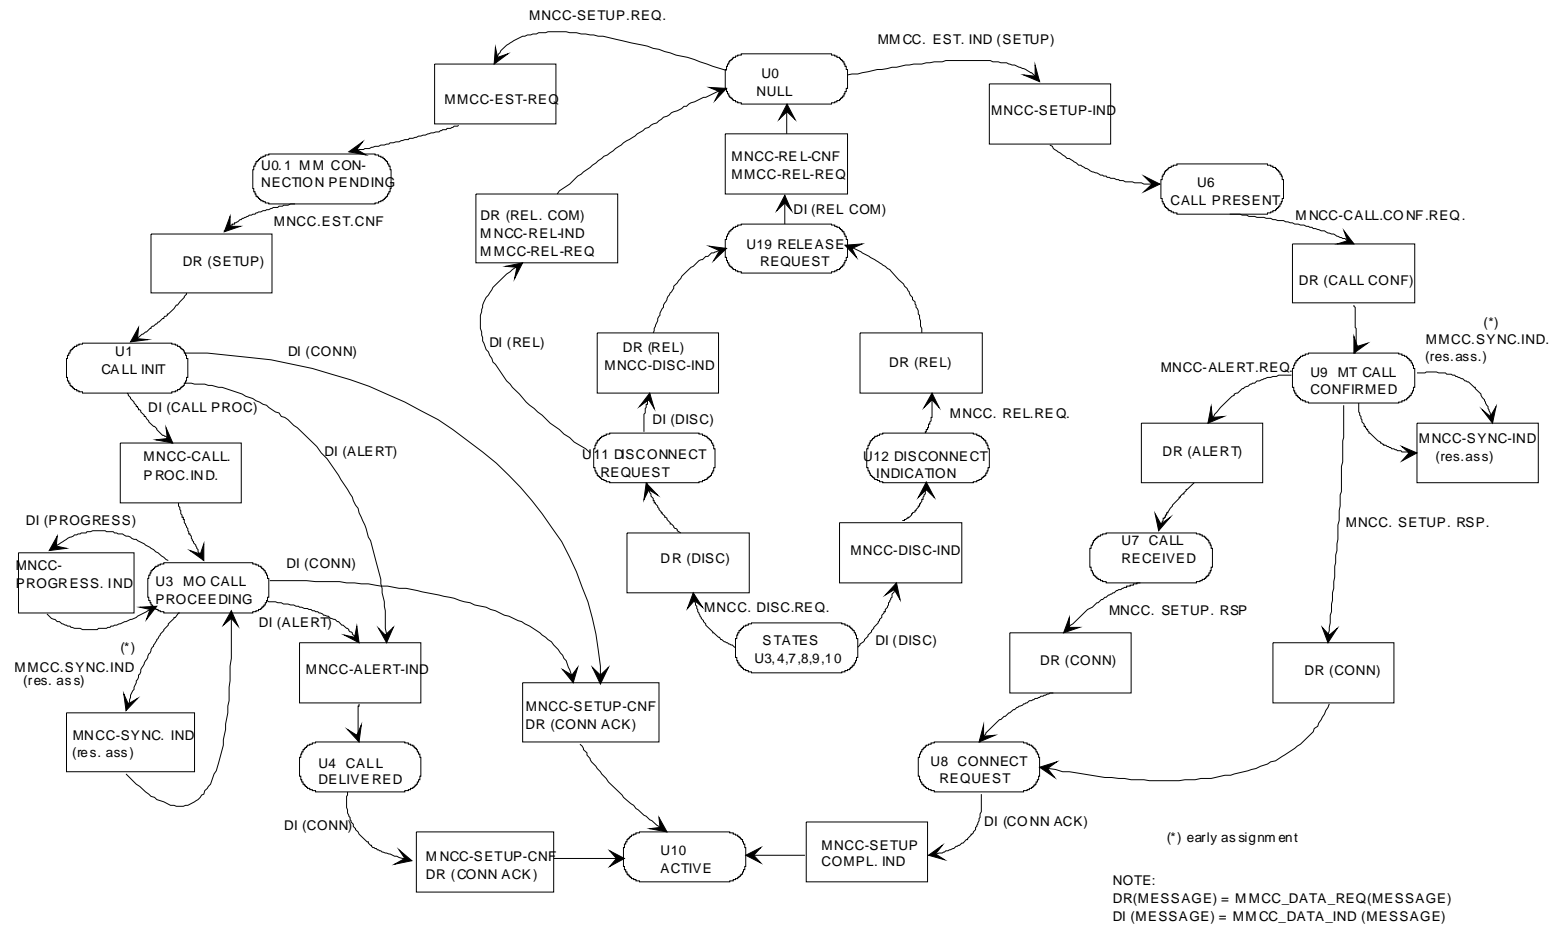 MNCC-SETUP.REQ.
MMCC. EST. IND (SETUP)
U0
NULL
MMCC-EST-REQ
MNCC-SETUP-IND
U0.1 MM CON-
NECTION PENDING
MNCC-REL-CNF
MMCC-REL-REQ
U6
CALL PRESENT
MNCC.EST.CNF
DR (REL. COM)
MNCC-REL-IND
MMCC-REL-REQ
DI (REL COM)
MNCC-CALL.CONF.REQ.
DR (SETUP)
U19 RELEASE
REQUEST
DR (CALL CONF)
U1
CALL INIT
DI (CONN)
DI (REL)
DR (REL)
MNCC-DISC-IND
DR (REL)
MNCC-ALERT.REQ.
U9 MT CALL
CONFIRMED
(*)
MMCC.SYNC.IND.
(res.ass.)
DI (CALL PROC)
DI (DISC)
MNCC. REL.REQ.
MNCC-CALL.
PROC.IND.
DI (ALERT)
U11 DISCONNECT
REQUEST
U12 DISCONNECT
INDICATION
DR (ALERT)
MNCC-SYNC-IND
(res.ass)
DI (PROGRESS)
MNCC. SETUP. RSP.
MNCC-
PROGRESS. IND
U3 MO CALL
PROCEEDING
DI (CONN)
DR (DISC)
MNCC-DISC-IND
U7 CALL
RECEIVED
DI (ALERT)
MNCC. DISC.REQ.
DI (DISC)
MNCC. SETUP. RSP
(*)
MMCC.SYNC.IND
(res. ass)
MNCC-ALERT-IND
STATES
U3,4,7,8,9,10
DR (CONN)
DR (CONN)
MNCC-SYNC. IND
(res. ass)
MNCC-SETUP-CNF
DR (CONN ACK)
U4 CALL
DELIVERED
U8 CONNECT
REQUEST
DI (CONN)
DI (CONN ACK)
MNCC-SETUP-CNF
DR (CONN ACK)
U10
ACTIVE
MNCC-SETUP
COMPL. IND
(*) early assignment
NOTE:
DR(MESSAGE) = MMCC_DATA_REQ(MESSAGE)
DI (MESSAGE) = MMCC_DATA_IND (MESSAGE)